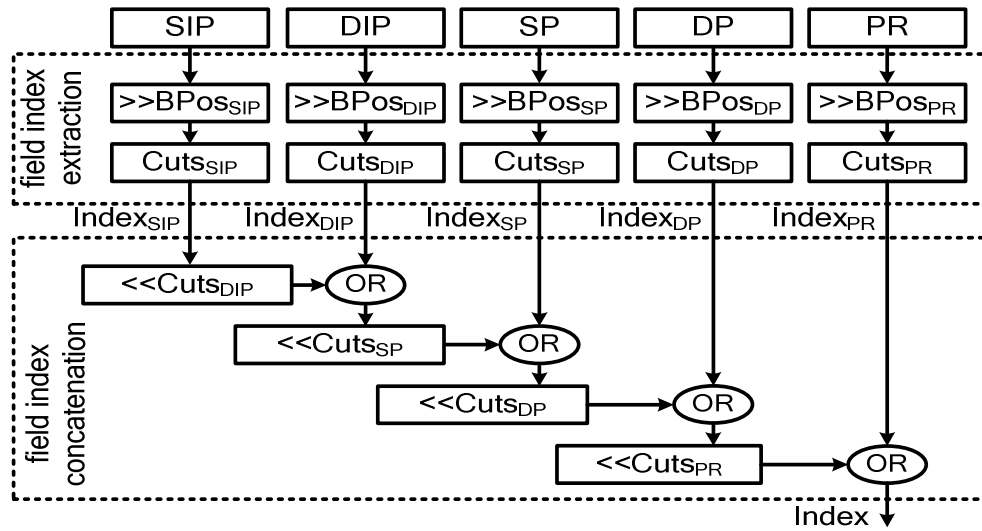 SIP DIP SP DP PR
field index extraction
>>BPosSIP >>BPosDIP >>BPosSP >>BPosDP >>BPosPR
CutsSIP CutsDIP CutsSP CutsDP CutsPR
IndexSIP IndexDIP IndexSP IndexDP IndexPR
field index concatenation
<<CutsDIP OR
<<CutsSP OR
<<CutsDP OR
<<CutsPR OR
Index